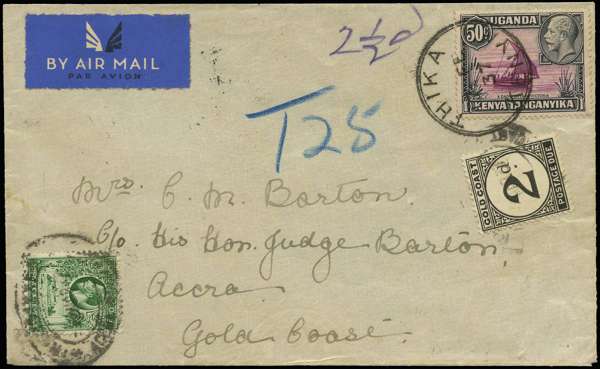 BY AIR MAIL
PAR AVION
2½d
THIKA
UGANDA
50c
KENYA TANGANYIKA
T25
GOLD COAST
2
POSTAGE DUE
Mrs. C. M. Barton
C/o His Hon. Judge Barton,
Accra
Gold Coast.